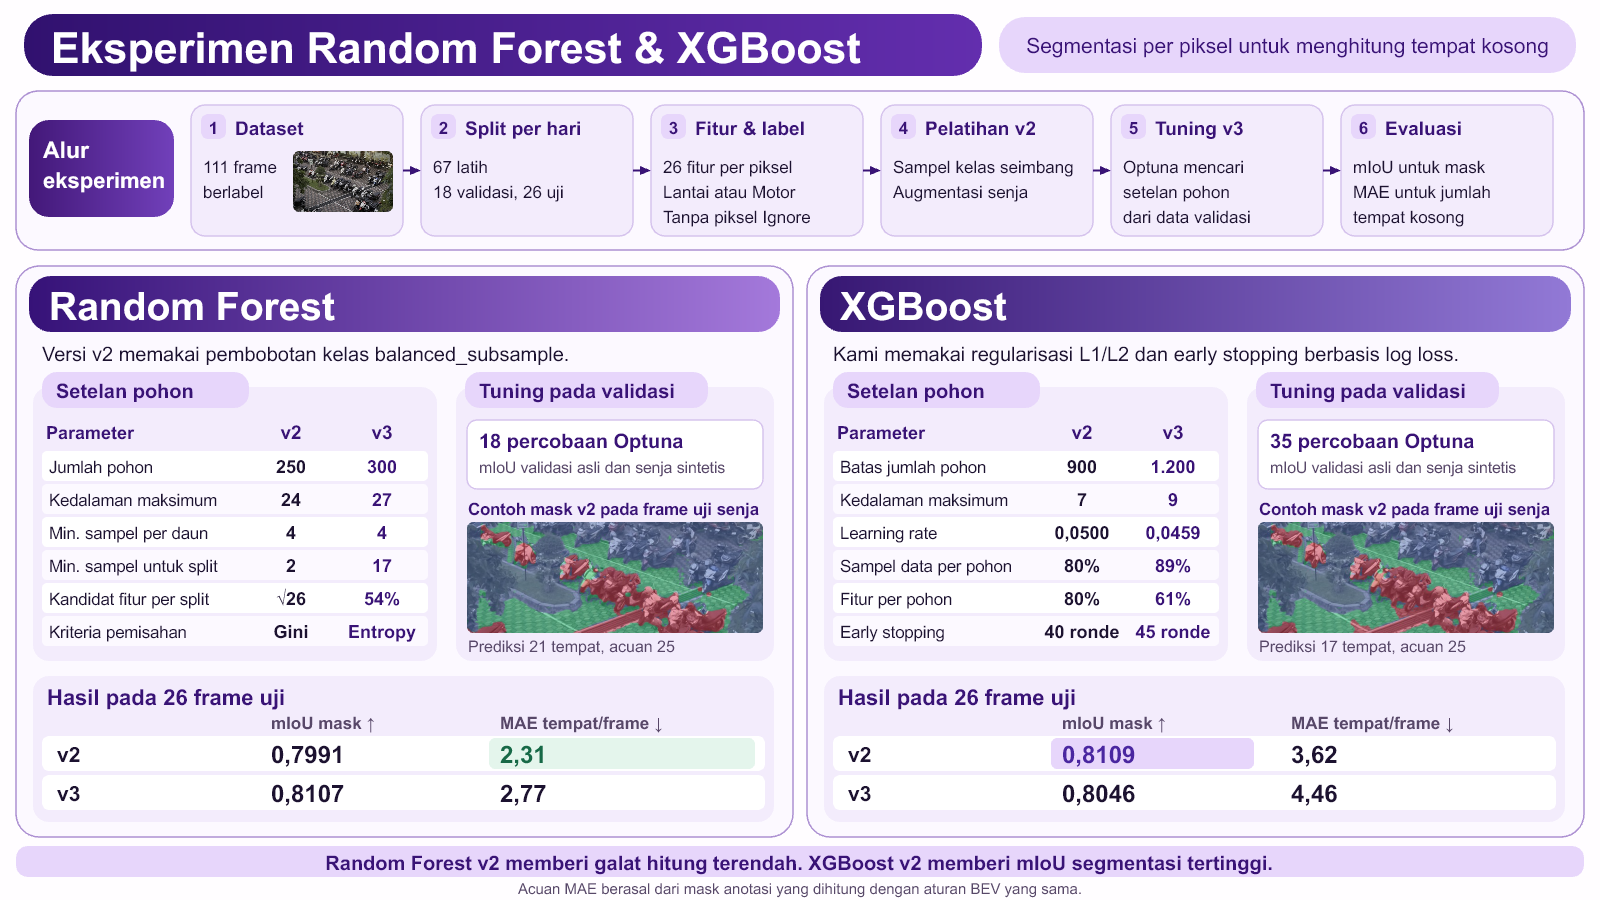 Eksperimen Random Forest & XGBoost
Segmentasi per piksel untuk menghitung tempat kosong
Alur
eksperimen
1 Dataset
111 frame
berlabel
2 Split per hari
67 latih
18 validasi, 26 uji
3 Fitur & label
26 fitur per piksel
Lantai atau Motor
Tanpa piksel Ignore
4 Pelatihan v2
Sampel kelas seimbang
Augmentasi senja
5 Tuning v3
Optuna mencari
setelan pohon
dari data validasi
6 Evaluasi
mIoU untuk mask
MAE untuk jumlah
tempat kosong
Random Forest
Versi v2 memakai pembobotan kelas balanced_subsample.
Setelan pohon
Parameter v2 v3
Jumlah pohon 250 300
Kedalaman maksimum 24 27
Min. sampel per daun 4 4
Min. sampel untuk split 2 17
Kandidat fitur per split √26 54%
Kriteria pemisahan Gini Entropy
Tuning pada validasi
18 percobaan Optuna
mIoU validasi asli dan senja sintetis
Contoh mask v2 pada frame uji senja
Prediksi 21 tempat, acuan 25
Hasil pada 26 frame uji
mIoU mask ↑ MAE tempat/frame ↓
v2 0,7991 2,31
v3 0,8107 2,77
XGBoost
Kami memakai regularisasi L1/L2 dan early stopping berbasis log loss.
Setelan pohon
Parameter v2 v3
Batas jumlah pohon 900 1.200
Kedalaman maksimum 7 9
Learning rate 0,0500 0,0459
Sampel data per pohon 80% 89%
Fitur per pohon 80% 61%
Early stopping 40 ronde 45 ronde
Tuning pada validasi
35 percobaan Optuna
mIoU validasi asli dan senja sintetis
Contoh mask v2 pada frame uji senja
Prediksi 17 tempat, acuan 25
Hasil pada 26 frame uji
mIoU mask ↑ MAE tempat/frame ↓
v2 0,8109 3,62
v3 0,8046 4,46
Random Forest v2 memberi galat hitung terendah. XGBoost v2 memberi mIoU segmentasi tertinggi.
Acuan MAE berasal dari mask anotasi yang dihitung dengan aturan BEV yang sama.